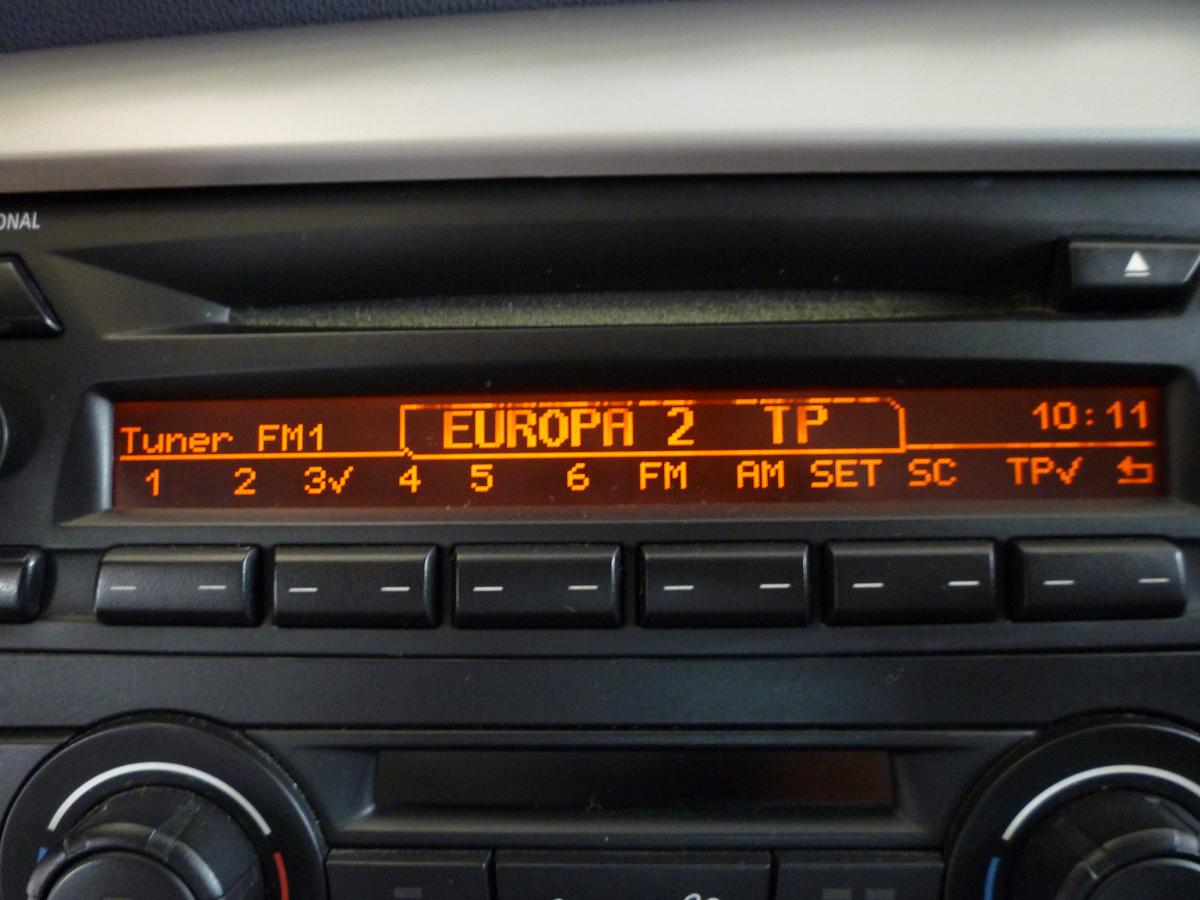 ONAL
Tuner FM1 EUROPA 2 TP 10:11
1 2 3√ 4 5 6 FM AM SET SC TP√